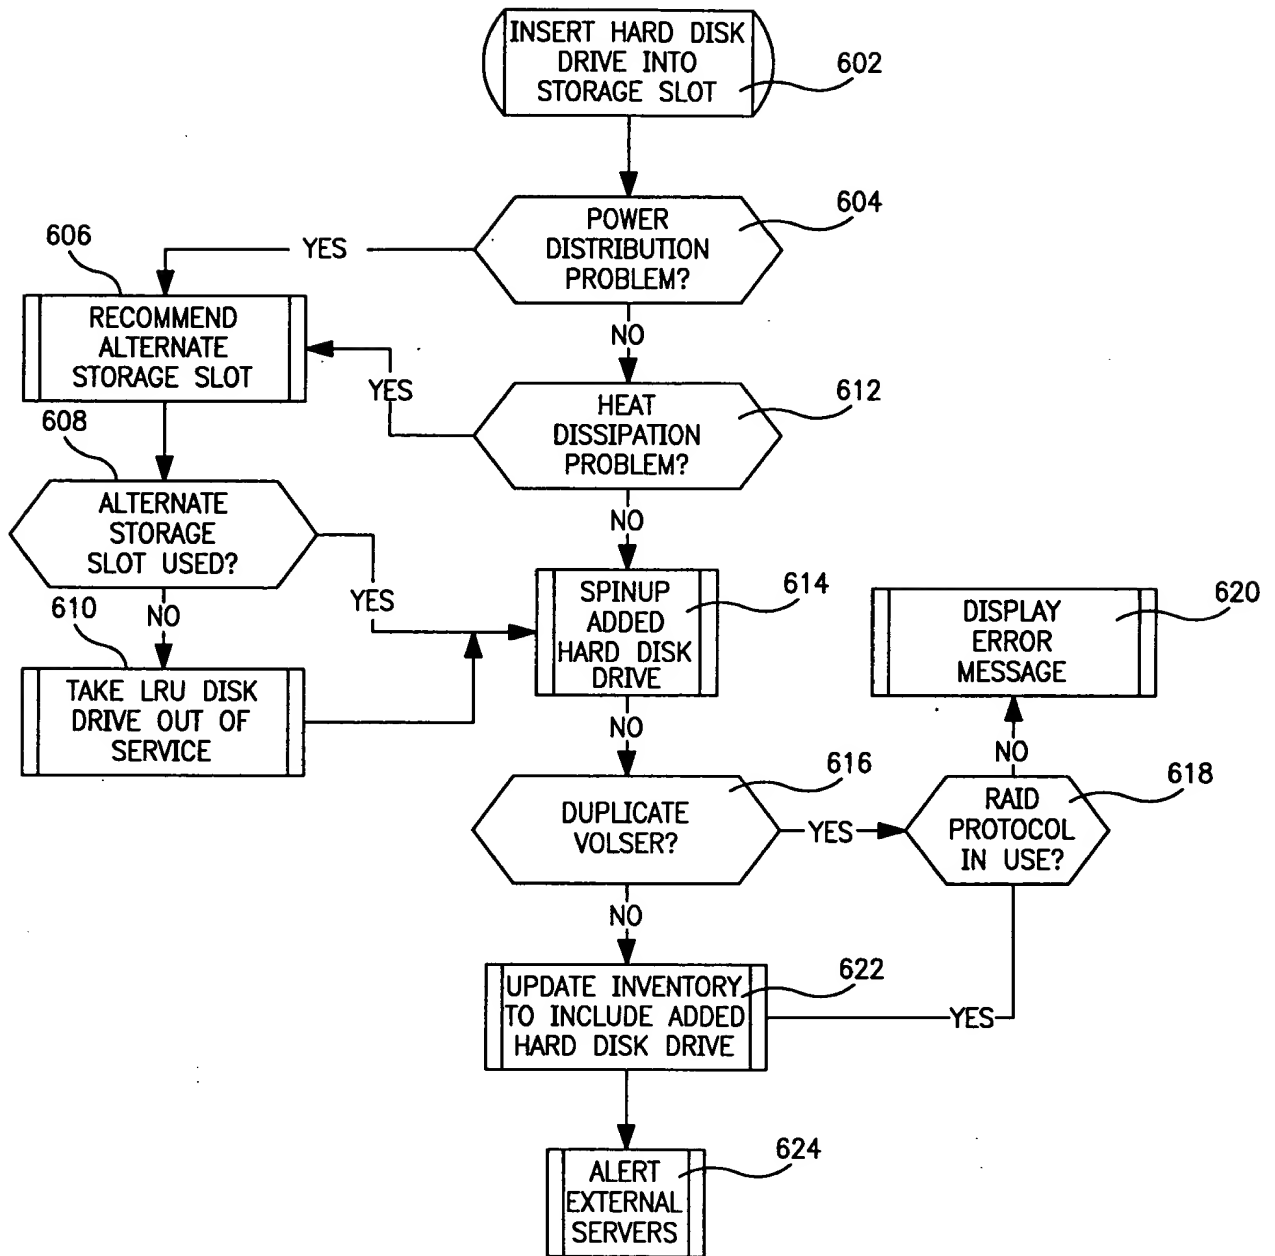 INSERT HARD DISK
DRIVE INTO
STORAGE SLOT
602
POWER
DISTRIBUTION
PROBLEM?
604
YES
606
RECOMMEND
ALTERNATE
STORAGE SLOT
NO
YES
HEAT
DISSIPATION
PROBLEM?
612
608
ALTERNATE
STORAGE
SLOT USED?
NO
YES
610
NO
TAKE LRU DISK
DRIVE OUT OF
SERVICE
SPINUP
ADDED
HARD DISK
DRIVE
614
DISPLAY
ERROR
MESSAGE
620
NO
NO
DUPLICATE
VOLSER?
616
YES
RAID
PROTOCOL
IN USE?
618
NO
UPDATE INVENTORY
TO INCLUDE ADDED
HARD DISK DRIVE
622
YES
ALERT
EXTERNAL
SERVERS
624